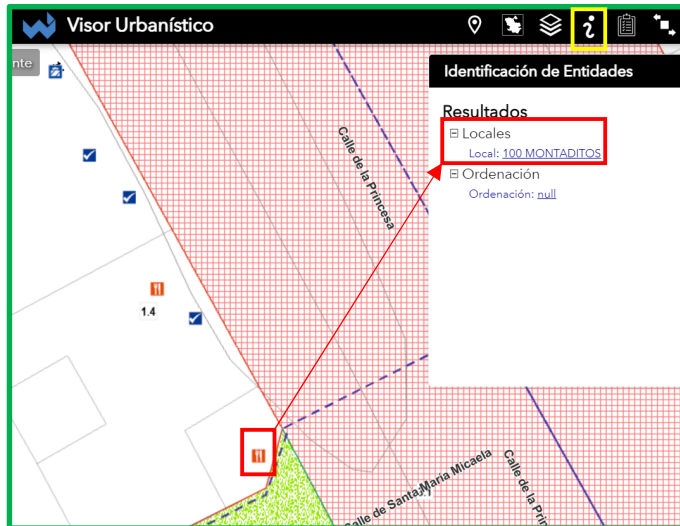 Visor Urbanístico
nte
Identificación de Entidades
Resultados
Locales
Local: 100 MONTADITOS
Ordenación
Ordenación: null
Calle de la Princesa
1.4
Calle de Santa María Micaela
Calle de la Pri